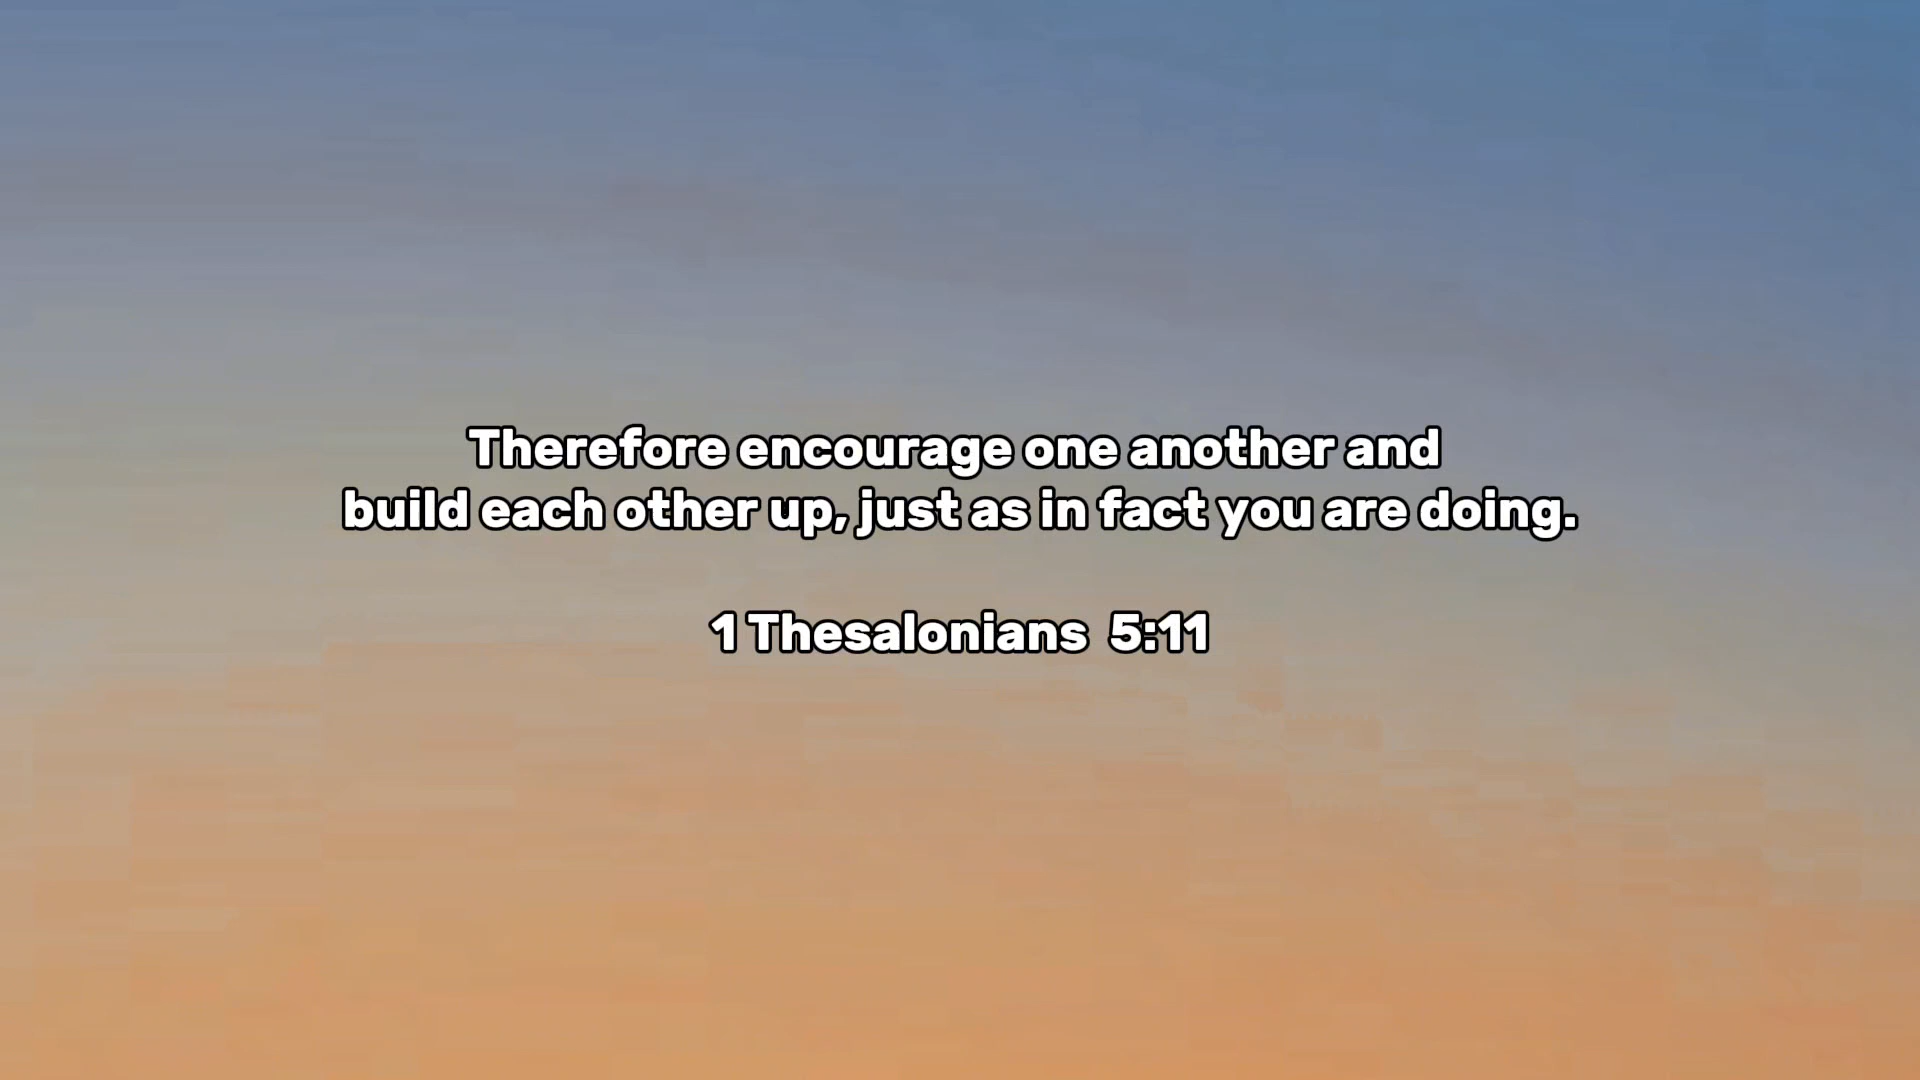 Therefore encourage one another and
build each other up, just as in fact you are doing.
1 Thesalonians  5:11